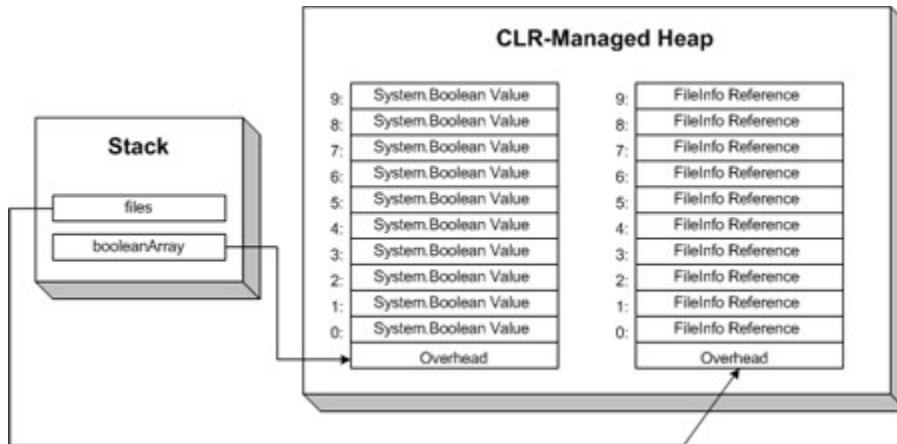 CLR-Managed Heap
Stack
files
booleanArray
9: System.Boolean Value
8: System.Boolean Value
7: System.Boolean Value
6: System.Boolean Value
5: System.Boolean Value
4: System.Boolean Value
3: System.Boolean Value
2: System.Boolean Value
1: System.Boolean Value
0: System.Boolean Value
Overhead
9: FileInfo Reference
8: FileInfo Reference
7: FileInfo Reference
6: FileInfo Reference
5: FileInfo Reference
4: FileInfo Reference
3: FileInfo Reference
2: FileInfo Reference
1: FileInfo Reference
0: FileInfo Reference
Overhead